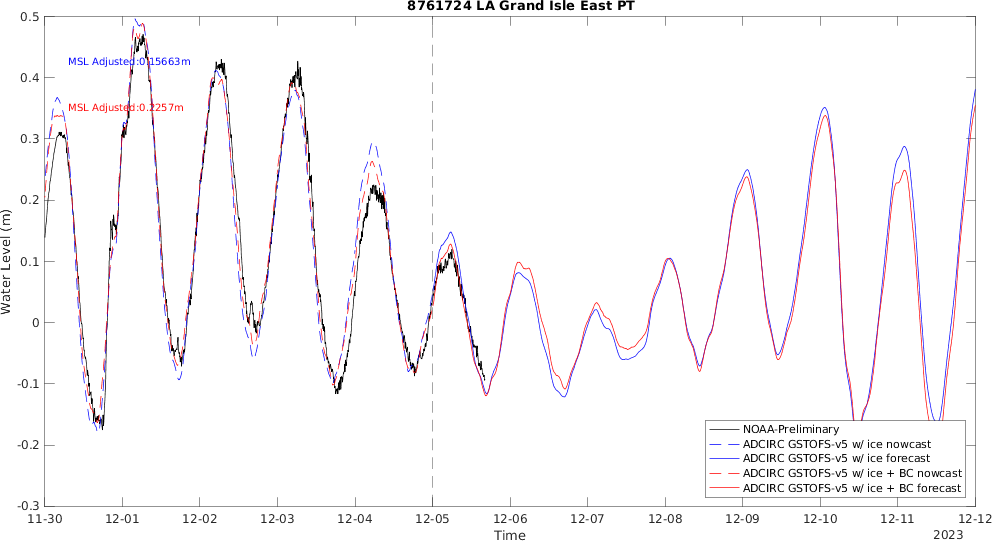 8761724 LA Grand Isle East PT
0.5
MSL Adjusted:0.15663m
0.4
MSL Adjusted:0.2257m
0.3
0.2
0.1
0
-0.1
-0.2
-0.3
Water Level (m)
NOAA-Preliminary
ADCIRC GSTOFS-v5 w/ ice nowcast
ADCIRC GSTOFS-v5 w/ ice forecast
ADCIRC GSTOFS-v5 w/ ice + BC nowcast
ADCIRC GSTOFS-v5 w/ ice + BC forecast
11-30 12-01 12-02 12-03 12-04 12-05 12-06 12-07 12-08 12-09 12-10 12-11 12-12
Time
2023